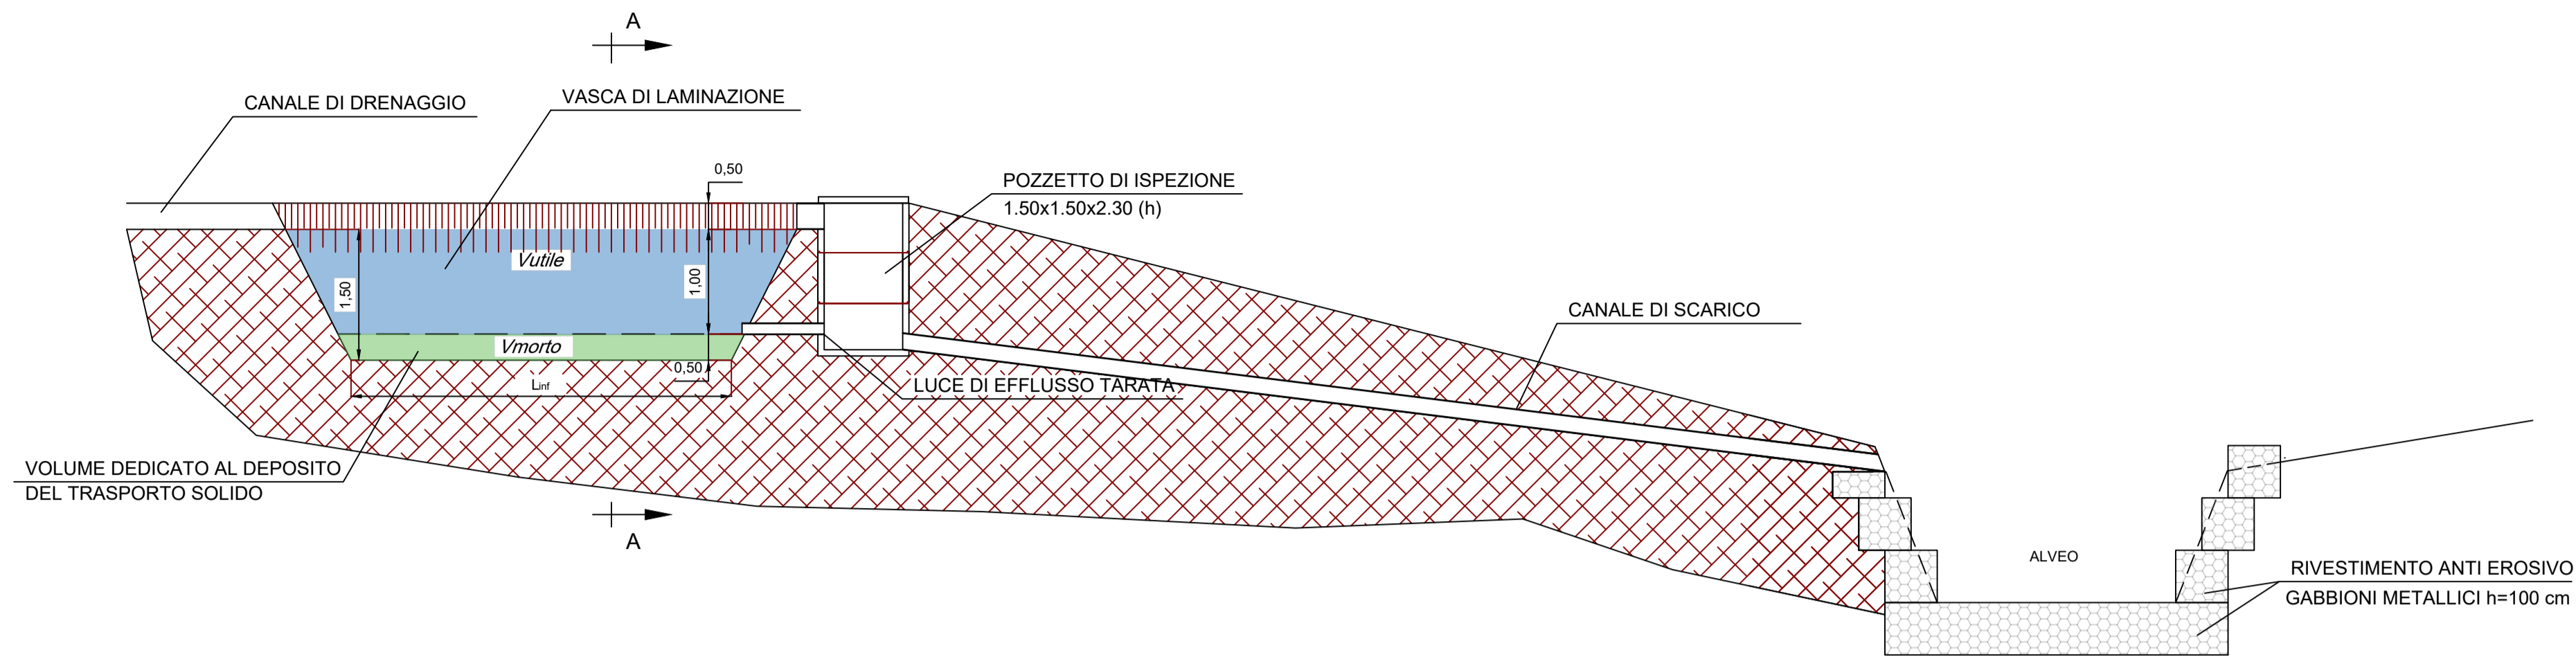 A
CANALE DI DRENAGGIO
VASCA DI LAMINAZIONE
0,50
POZZETTO DI ISPEZIONE
1.50x1.50x2.30 (h)
Vutile
1,50
1,00
CANALE DI SCARICO
Vmorto
0,50
Linf
LUCE DI EFFLUSSO TARATA
VOLUME DEDICATO AL DEPOSITO
DEL TRASPORTO SOLIDO
A
ALVEO
RIVESTIMENTO ANTI EROSIVO
GABBIONI METALLICI h=100 cm